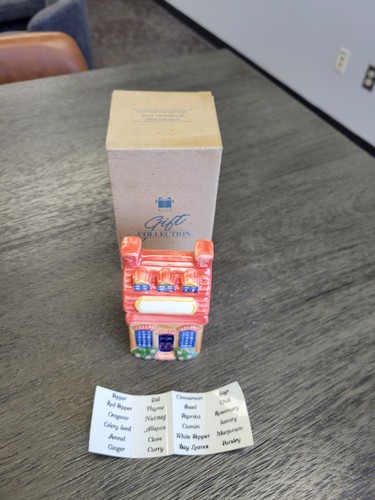 Gift
COLLECTION
Pepper
Red Pepper
Oregano
Celery Seed
Fennel
Ginger
Dill
Thyme
Nutmeg
Allspice
Clove
Curry
Cinnamon
Basil
Paprika
Cumin
White Pepper
Bay Leaves
Sage
Chili
Rosemary
Savory
Marjoram
Parsley